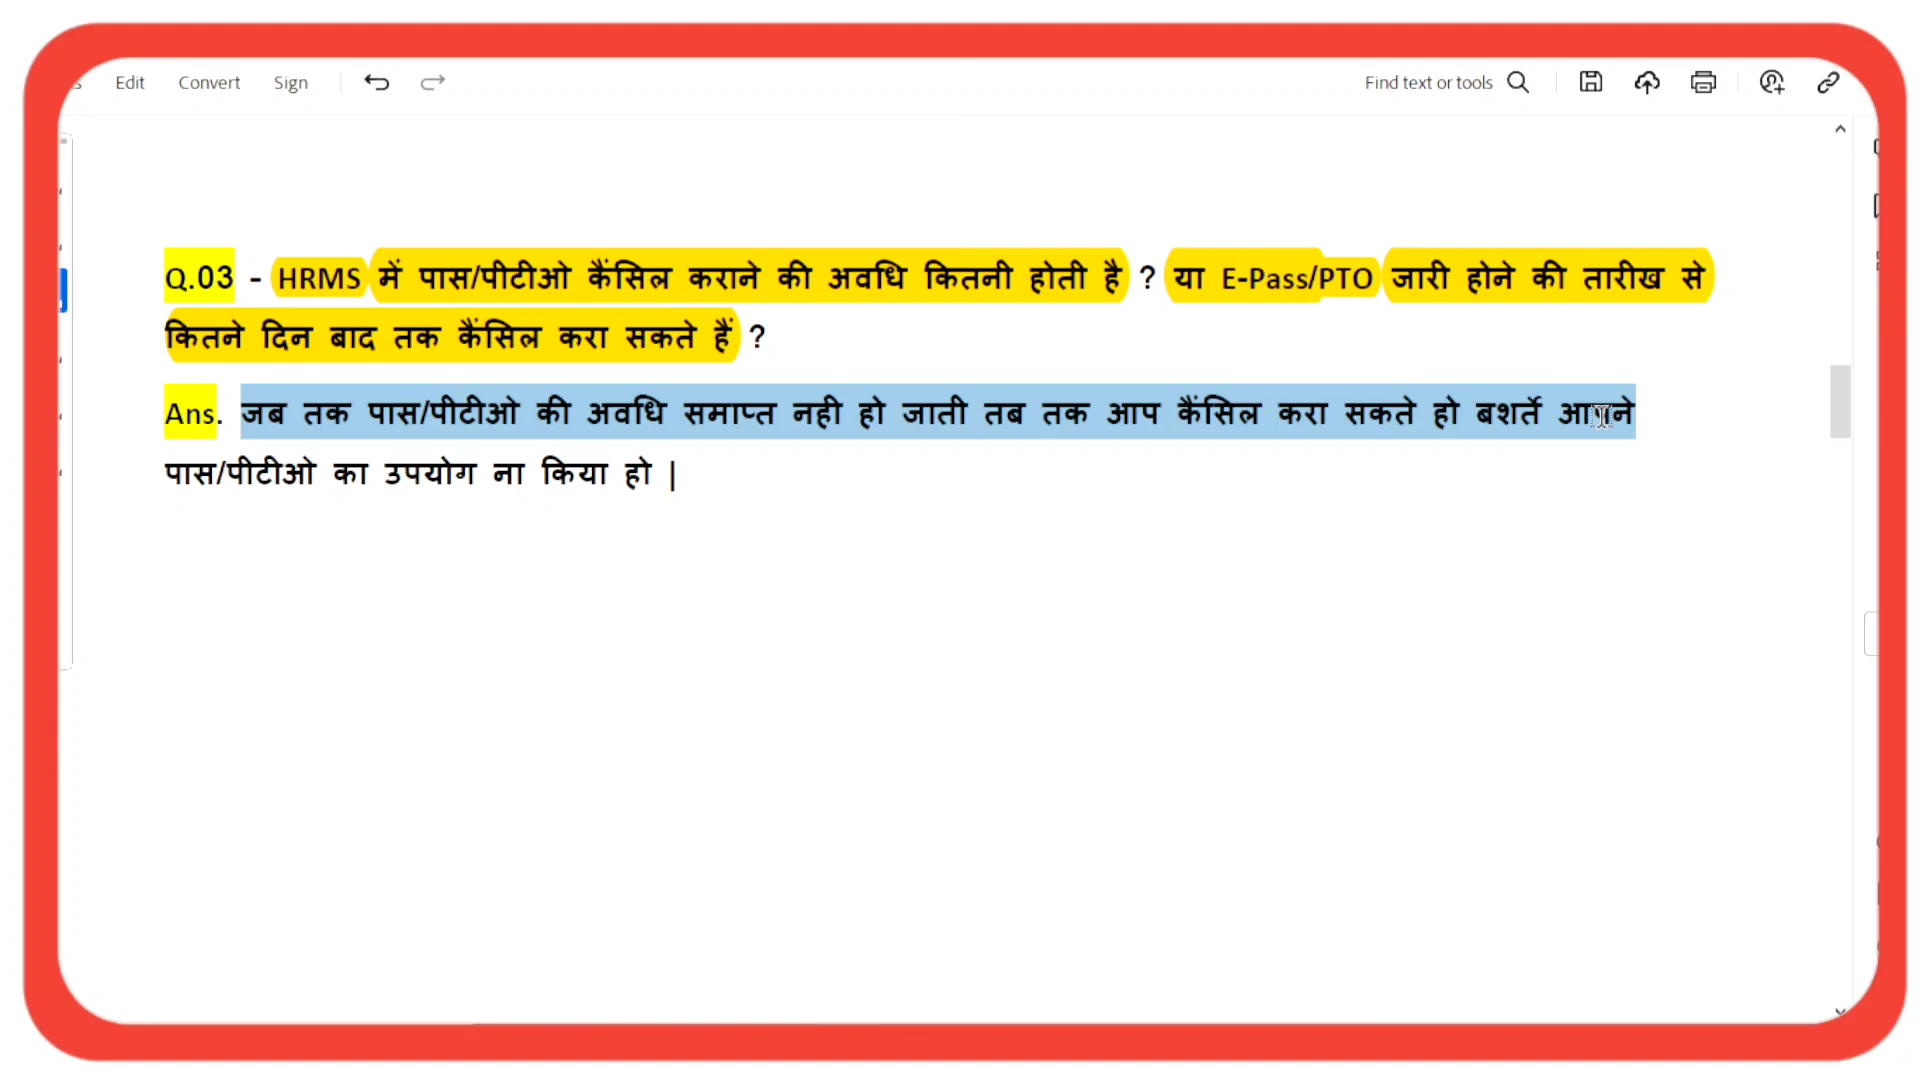 Edit Convert Sign Find text or tools
Q.03 - HRMS में पास/पीटीओ कैंसिल कराने की अवधि कितनी होती है ? या E-Pass/PTO जारी होने की तारीख से
कितने दिन बाद तक कैंसिल करा सकते हैं ?
Ans. जब तक पास/पीटीओ की अवधि समाप्त नही हो जाती तब तक आप कैंसिल करा सकते हो बशर्ते आपने
पास/पीटीओ का उपयोग ना किया हो |